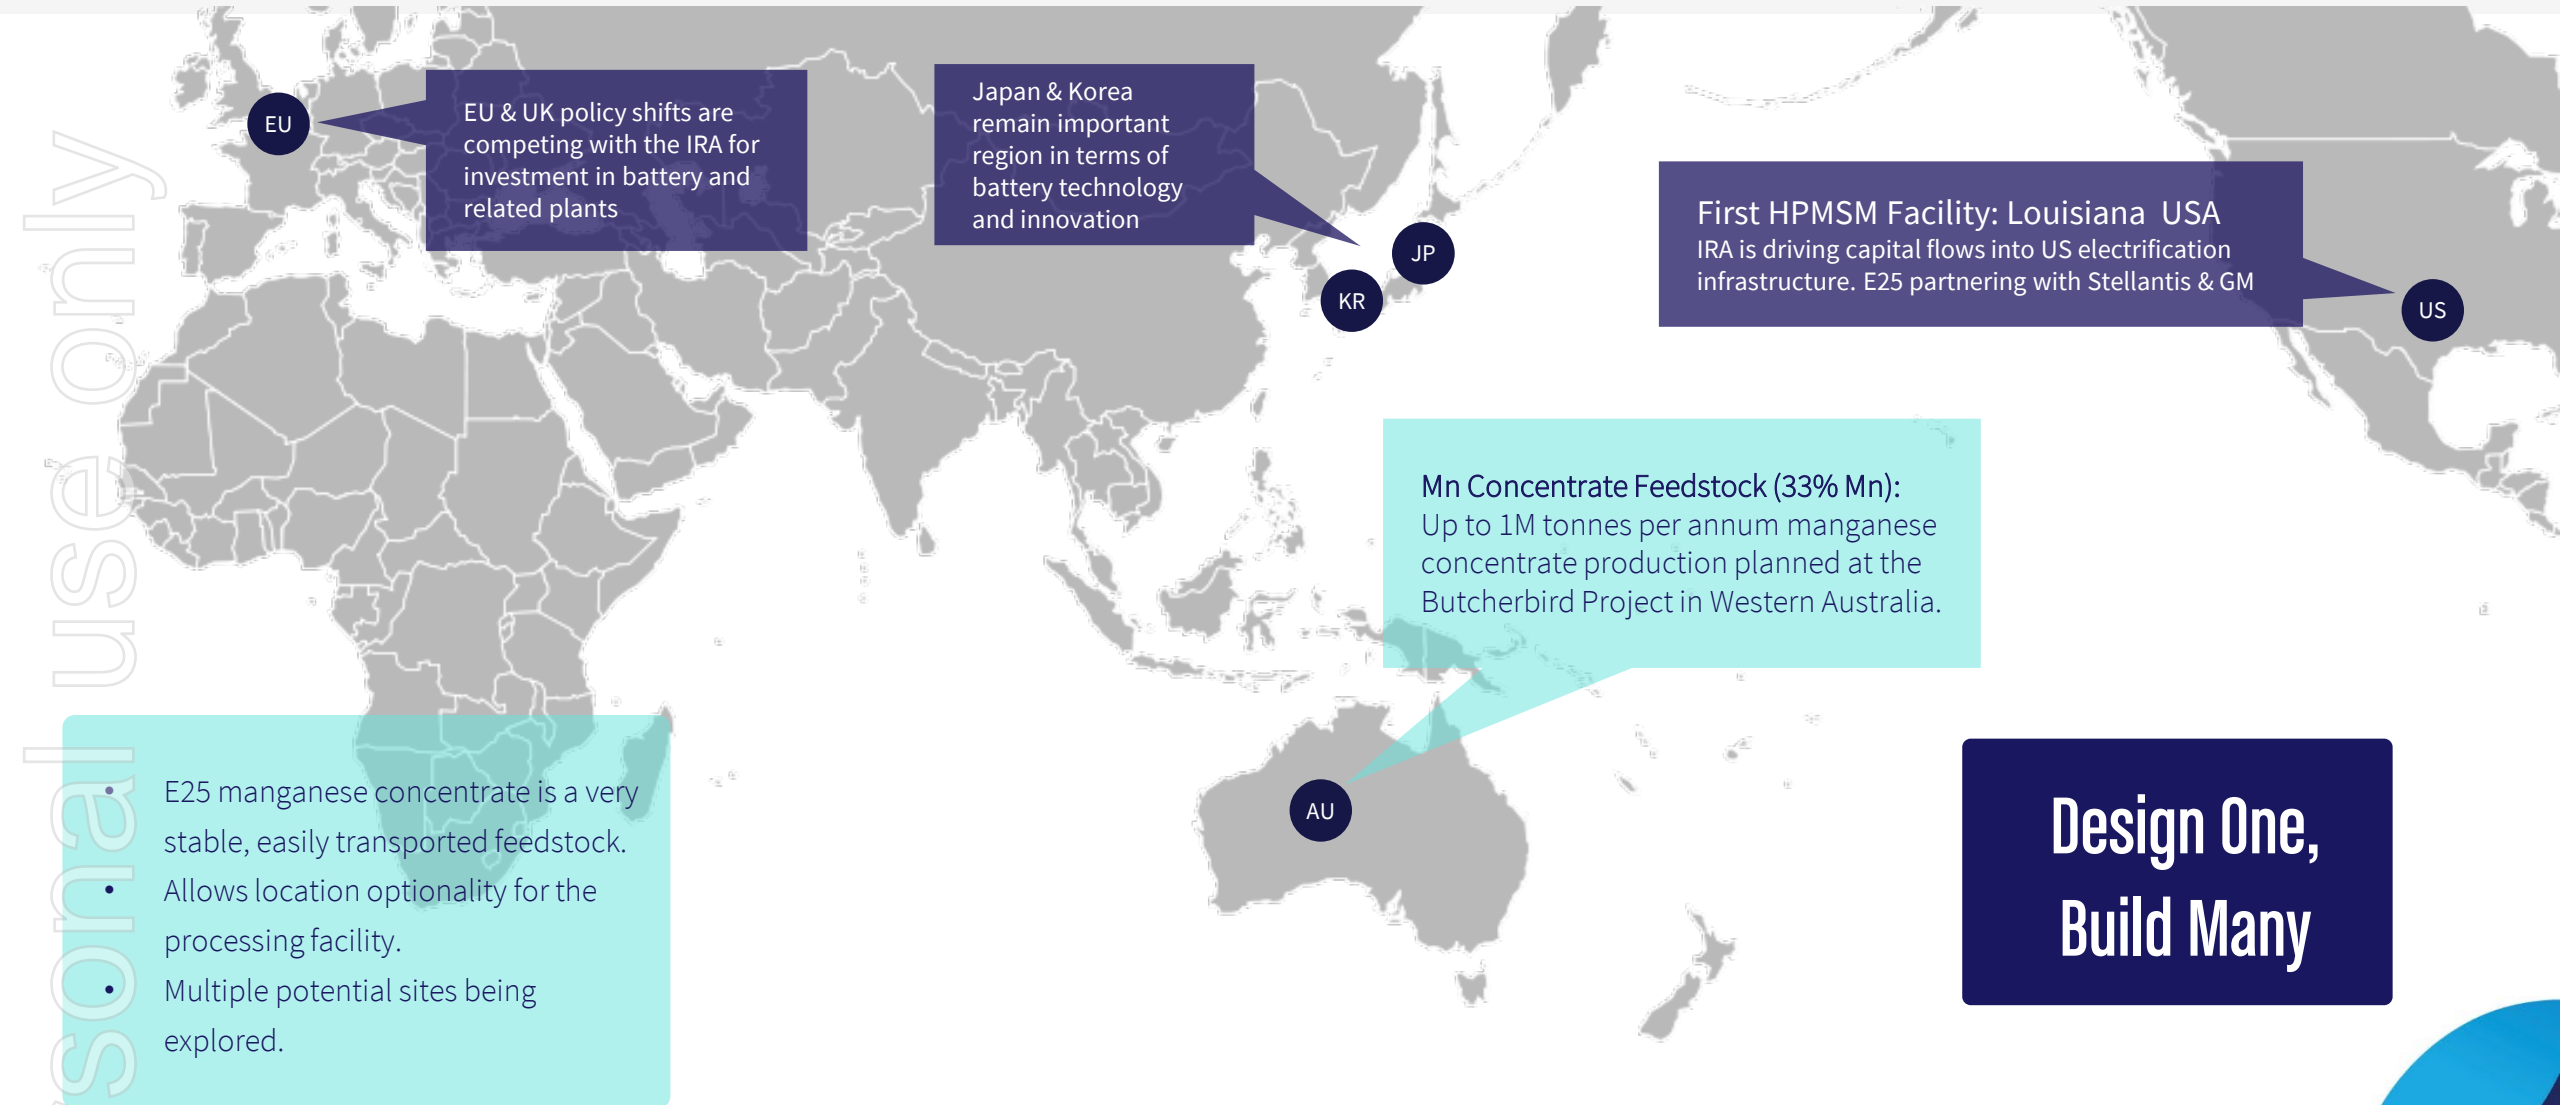 EU
EU & UK policy shifts are
competing with the IRA for
investment in battery and
related plants
Japan & Korea
remain important
region in terms of
battery technology
and innovation
JP
KR
First HPMSM Facility: Louisiana USA
IRA is driving capital flows into US electrification
infrastructure. E25 partnering with Stellantis & GM
US
Mn Concentrate Feedstock (33% Mn):
Up to 1M tonnes per annum manganese
concentrate production planned at the
Butcherbird Project in Western Australia.
AU
• E25 manganese concentrate is a very
stable, easily transported feedstock.
• Allows location optionality for the
processing facility.
• Multiple potential sites being
explored.
Design One,
Build Many
sonal use only